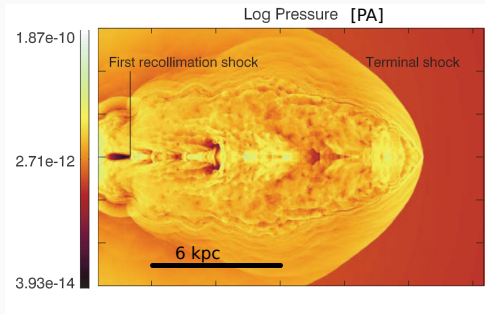 Log Pressure [PA]
1.87e-10
First recollimation shock
Terminal shock
2.71e-12
6 kpc
3.93e-14